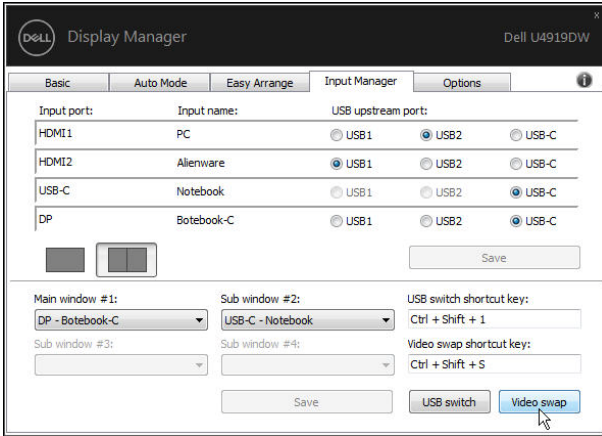 x
DELL Display Manager Dell U4919DW
Basic Auto Mode Easy Arrange Input Manager Options i
Input port: Input name: USB upstream port:
HDMI1 PC USB1 USB2 USB-C
HDMI2 Alienware USB1 USB2 USB-C
USB-C Notebook USB1 USB2 USB-C
DP Botebook-C USB1 USB2 USB-C
Save
Main window #1: Sub window #2: USB switch shortcut key:
DP - Botebook-C USB-C - Notebook Ctrl + Shift + 1
Sub window #3: Sub window #4: Video swap shortcut key:
Ctrl + Shift + S
Save USB switch Video swap